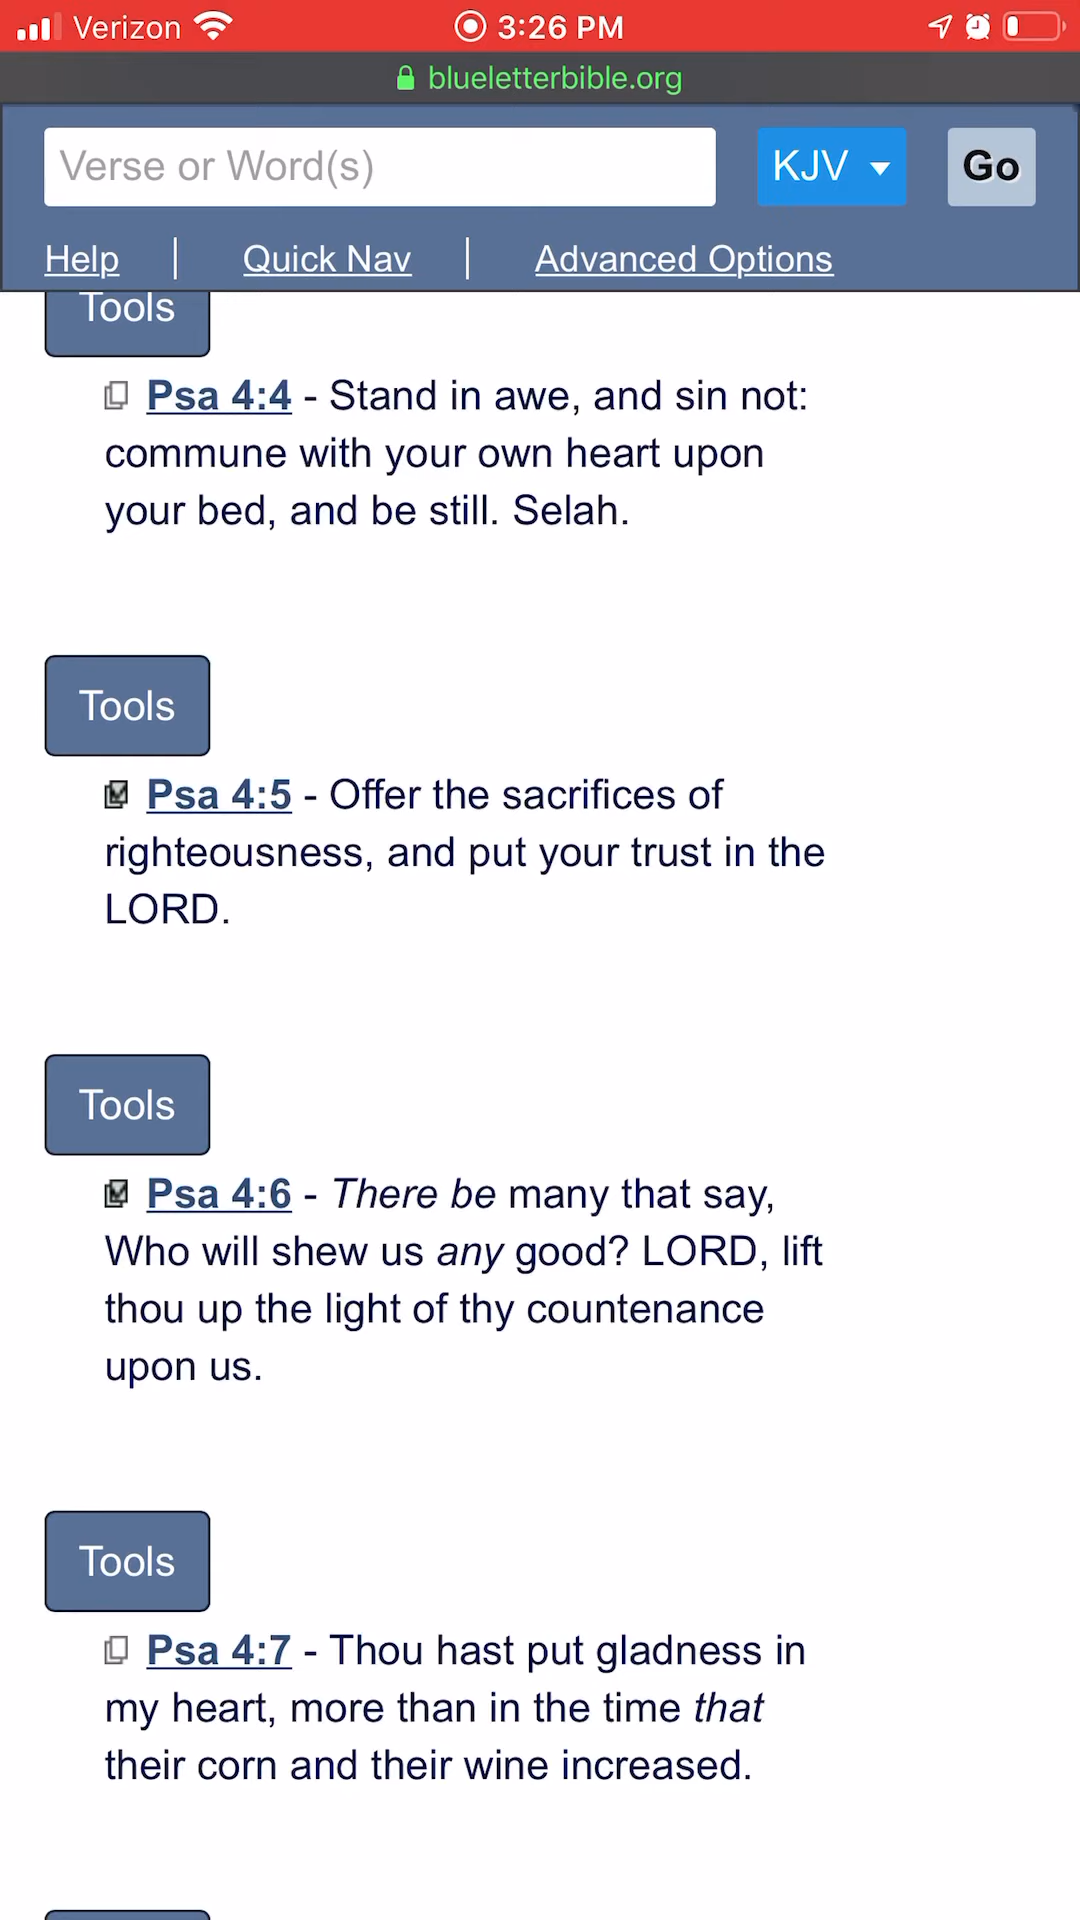 Verizon 3:26 PM
blueletterbible.org
Verse or Word(s) KJV Go
Help | Quick Nav | Advanced Options
Tools
Psa 4:4 - Stand in awe, and sin not:
commune with your own heart upon
your bed, and be still. Selah.
Tools
Psa 4:5 - Offer the sacrifices of
righteousness, and put your trust in the
LORD.
Tools
Psa 4:6 - There be many that say,
Who will shew us any good? LORD, lift
thou up the light of thy countenance
upon us.
Tools
Psa 4:7 - Thou hast put gladness in
my heart, more than in the time that
their corn and their wine increased.